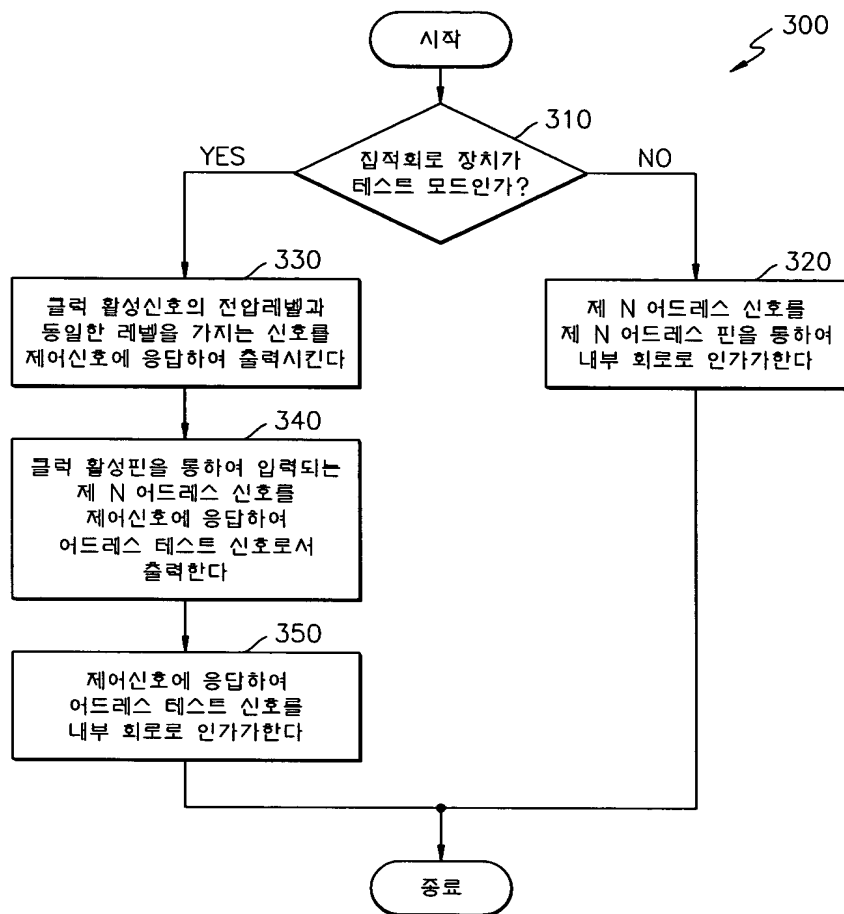 시작
300
310
집적회로 장치가
테스트 모드인가?
YES
NO
330
클럭 활성신호의 전압레벨과
동일한 레벨을 가지는 신호를
제어신호에 응답하여 출력시킨다
320
제 N 어드레스 신호를
제 N 어드레스 핀을 통하여
내부 회로로 인가가한다
340
클럭 활성핀을 통하여 입력되는
제 N 어드레스 신호를
제어신호에 응답하여
어드레스 테스트 신호로서
출력한다
350
제어신호에 응답하여
어드레스 테스트 신호를
내부 회로로 인가가한다
종료